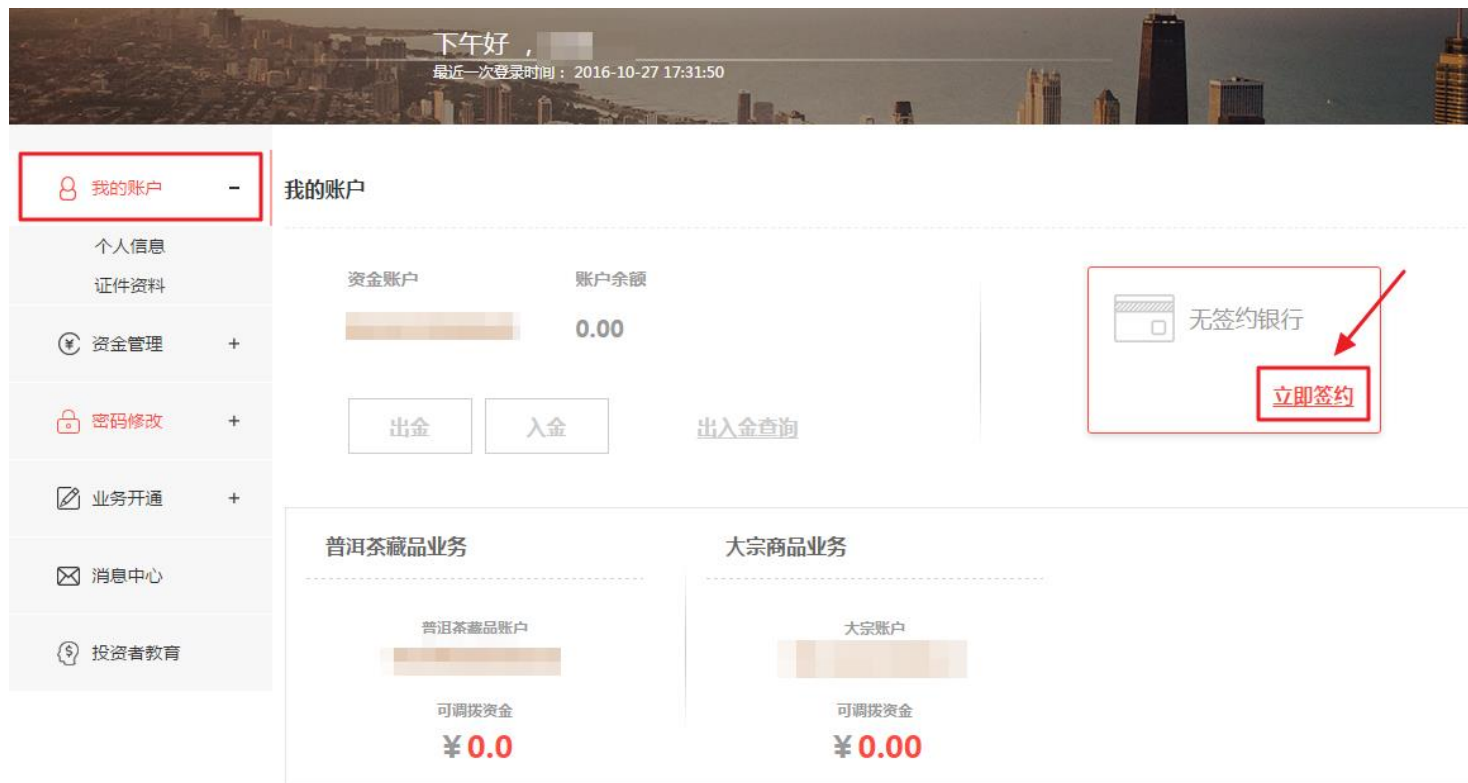 下午好 ，
最近一次登录时间： 2016-10-27 17:31:50
我的账户 -
个人信息
证件资料
资金管理 +
密码修改 +
业务开通 +
消息中心
投资者教育
我的账户
资金账户 账户余额
0.00
出金 入金 出入金查询
无签约银行
立即签约
普洱茶藏品业务 大宗商品业务
普洱茶藏品账户 大宗账户
可调拨资金 可调拨资金
¥0.0 ¥0.00